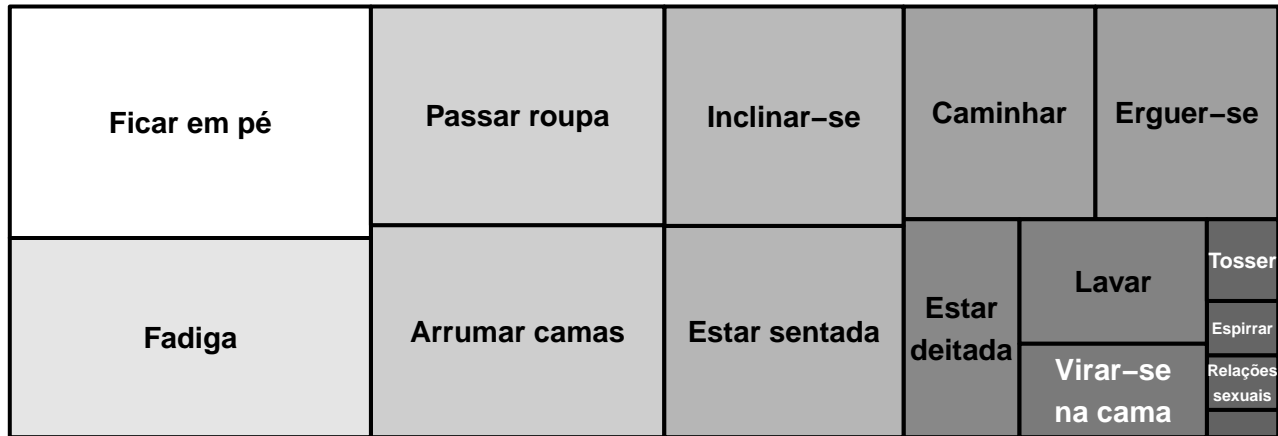 Ficar em pé
Passar roupa
Inclinar−se
Caminhar
Erguer−se
Fadiga
Arrumar camas
Estar sentada
Estar
deitada
Lavar
Virar−se
na cama
Tosser
Espirrar
Relações
sexuais